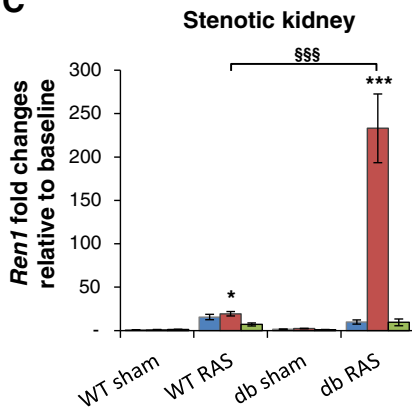 C
Stenotic kidney
§§§
***
*
Ren1 fold changes
relative to baseline
300
250
200
150
100
50
-
WT sham
WT RAS
db sham
db RAS